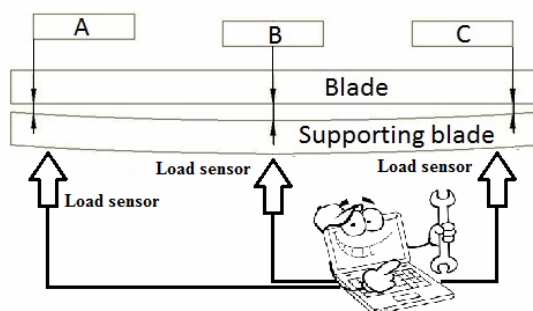 A
B
C
Blade
Supporting blade
Load sensor
Load sensor
Load sensor